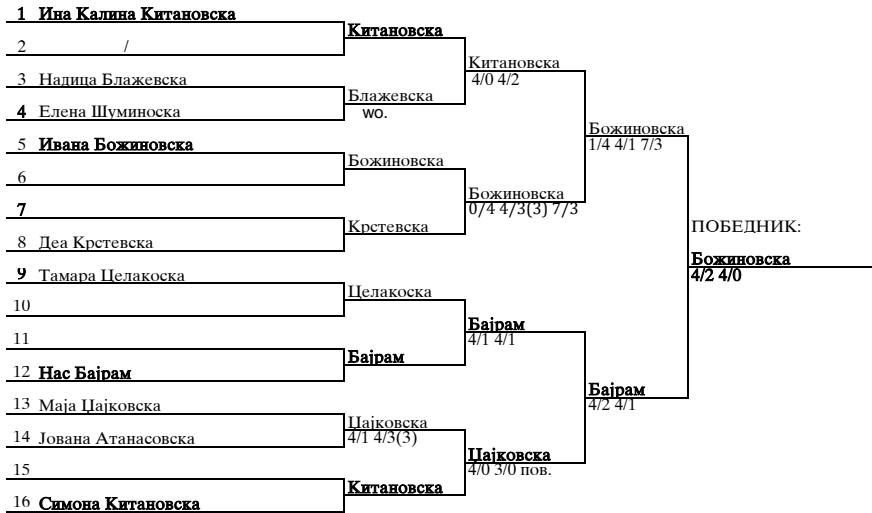 1 Ина Калина Китановска
2 /
3 Надица Блажевска
4 Елена Шуминоска
5 Ивана Божиновска
6
7
8 Деа Крстевска
9 Тамара Целакоска
10
11
12 Нас Бајрам
13 Маја Цајковска
14 Јована Атанасовска
15
16 Симона Китановска
Китановска
Блажевска
wo.
Божиновска
Крстевска
Целакоска
Бајрам
Цајковска
4/1 4/3(3)
Китановска
Китановска
4/0 4/2
Божиновска
0/4 4/3(3) 7/3
Бајрам
4/1 4/1
Цајковска
4/0 3/0 пов.
Божиновска
1/4 4/1 7/3
Бајрам
4/2 4/1
ПОБЕДНИК:
Божиновска
4/2 4/0